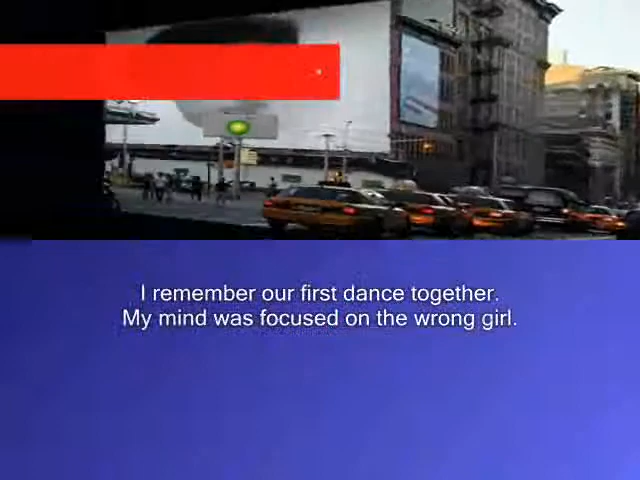 I remember our first dance together.
My mind was focused on the wrong girl.